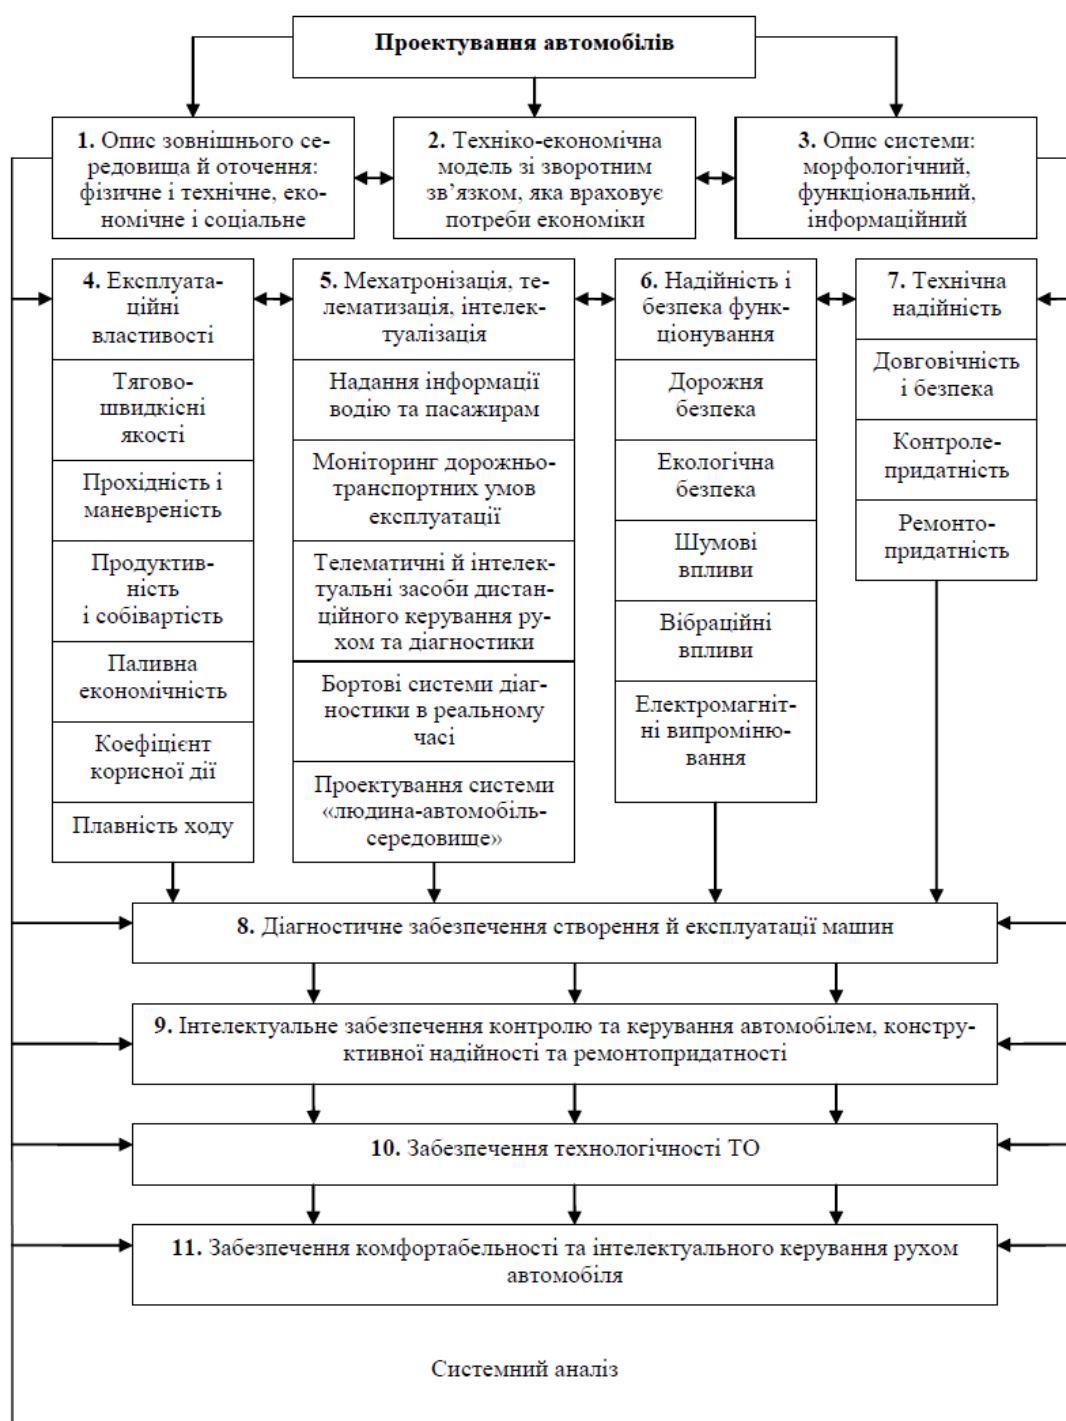 Проектування автомобілів
1. Опис зовнішнього се-
редовища й оточення:
фізичне і технічне, еко-
номічне і соціальне
2. Техніко-економічна
модель зі зворотним
зв’язком, яка враховує
потреби економіки
3. Опис системи:
морфологічний,
функціональний,
інформаційний
4. Експлуата-
ційні
властивості
Тягово-
швидкісні
якості
Прохідність і
маневреність
Продуктив-
ність
і собівартість
Паливна
економічність
Коефіцієнт
корисної дії
Плавність ходу
5. Мехатронізація, те-
лематизація, інтелек-
туалізація
Надання інформації
водію та пасажирам
Моніторинг дорожньо-
транспортних умов
експлуатації
Телематичні й інтелек-
туальні засоби дистан-
ційного керування ру-
хом та діагностики
Бортові системи діаг-
ностики в реальному
часі
Проектування системи
«людина-автомобіль-
середовище»
6. Надійність і
безпека функ-
ціонування
Дорожня
безпека
Екологічна
безпека
Шумові
впливи
Вібраційні
впливи
Електромагніт-
ні випроміню-
вання
7. Технічна
надійність
Довговічність
і безпека
Контроле-
придатність
Ремонто-
придатність
8. Діагностичне забезпечення створення й експлуатації машин
9. Інтелектуальне забезпечення контролю та керування автомобілем, конструк-
тивної надійності та ремонтопридатності
10. Забезпечення технологічності ТО
11. Забезпечення комфортабельності та інтелектуального керування рухом
автомобіля
Системний аналіз